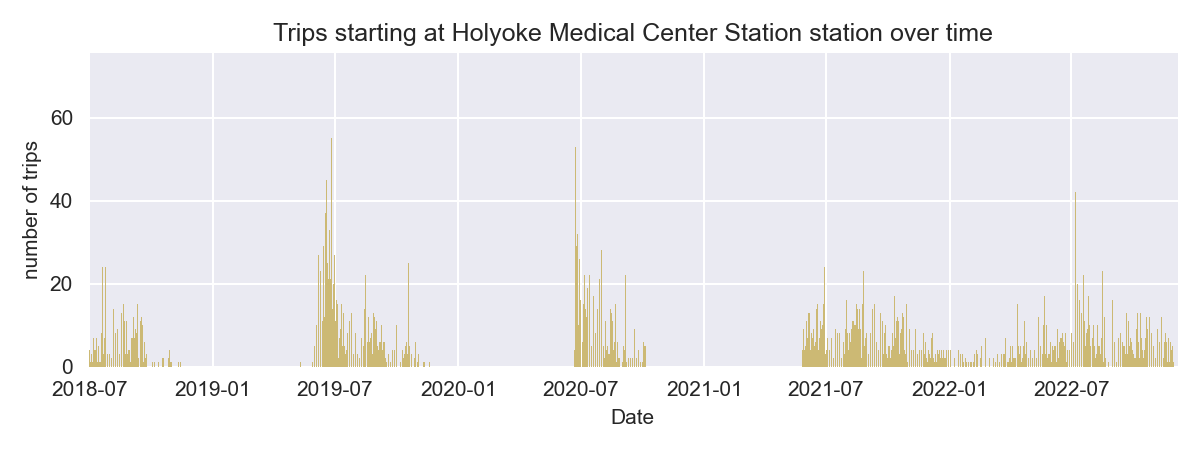 Trips starting at Holyoke Medical Center Station station over time
number of trips
60
40
20
0
2018-07 2019-01 2019-07 2020-01 2020-07 2021-01 2021-07 2022-01 2022-07
Date